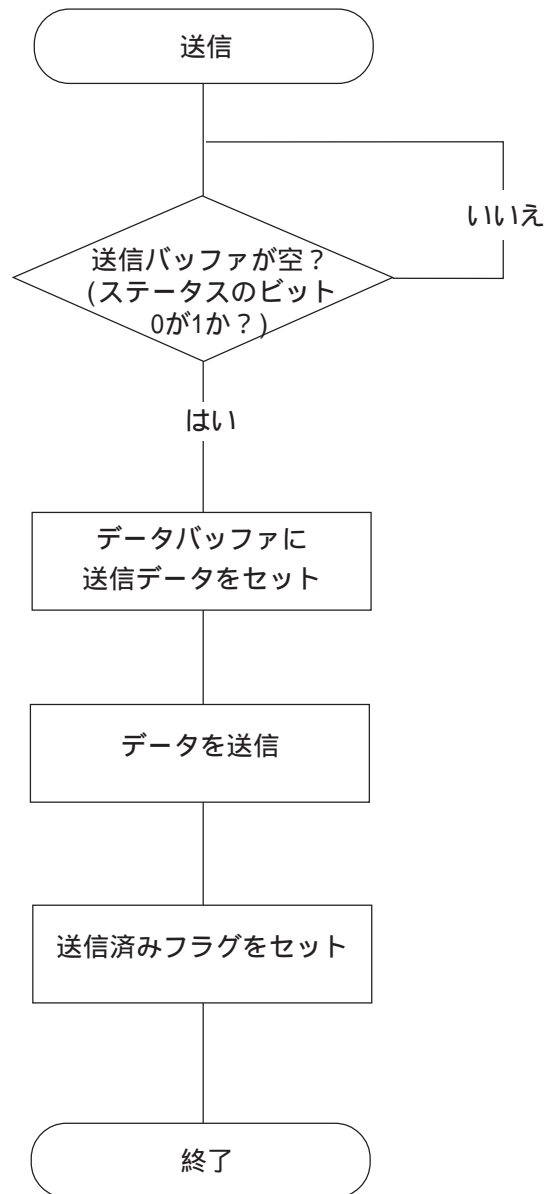 送信
いいえ
送信バッファが空？
(ステータスのビット
0が1か？)
はい
データバッファに
送信データをセット
データを送信
送信済みフラグをセット
終了